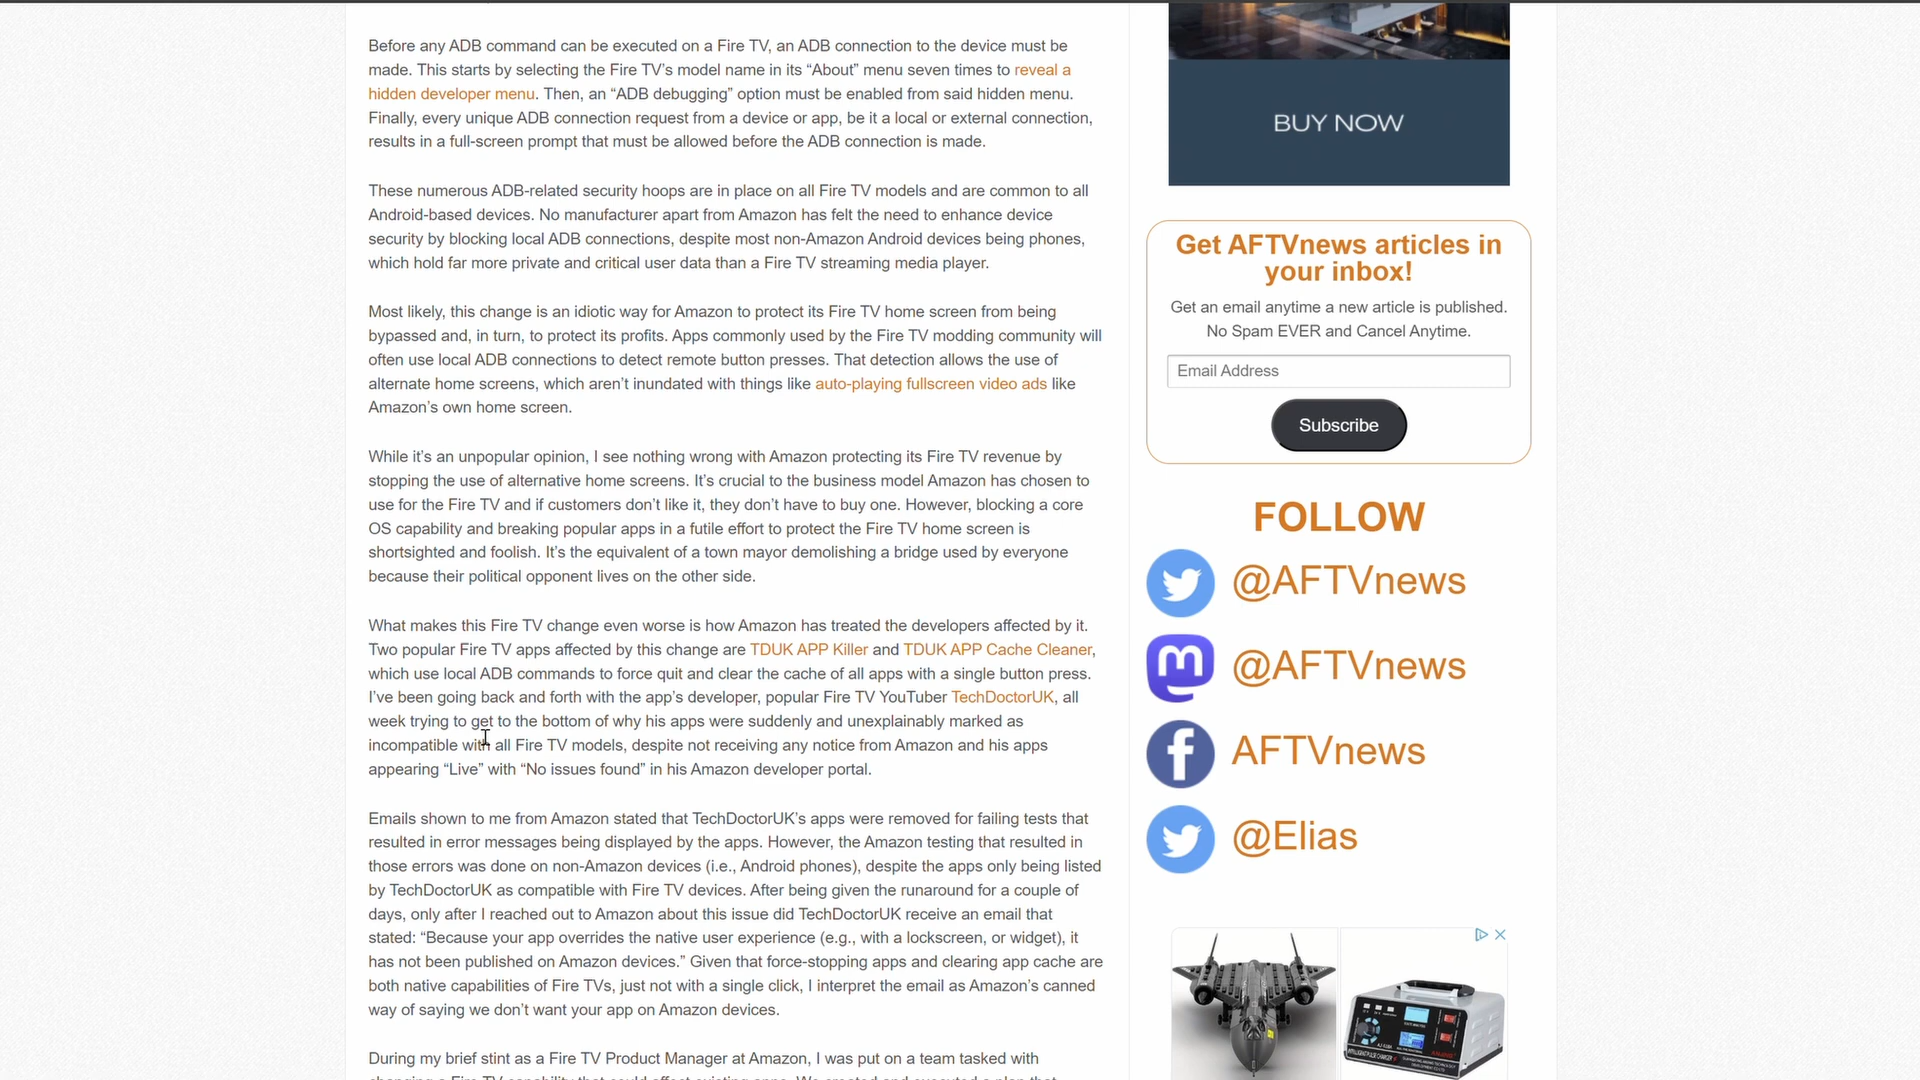 Before any ADB command can be executed on a Fire TV, an ADB connection to the device must be
made. This starts by selecting the Fire TV’s model name in its “About” menu seven times to reveal a
hidden developer menu. Then, an “ADB debugging” option must be enabled from said hidden menu.
Finally, every unique ADB connection request from a device or app, be it a local or external connection,
results in a full-screen prompt that must be allowed before the ADB connection is made.
These numerous ADB-related security hoops are in place on all Fire TV models and are common to all
Android-based devices. No manufacturer apart from Amazon has felt the need to enhance device
security by blocking local ADB connections, despite most non-Amazon Android devices being phones,
which hold far more private and critical user data than a Fire TV streaming media player.
Most likely, this change is an idiotic way for Amazon to protect its Fire TV home screen from being
bypassed and, in turn, to protect its profits. Apps commonly used by the Fire TV modding community will
often use local ADB connections to detect remote button presses. That detection allows the use of
alternate home screens, which aren’t inundated with things like auto-playing fullscreen video ads like
Amazon’s own home screen.
While it’s an unpopular opinion, I see nothing wrong with Amazon protecting its Fire TV revenue by
stopping the use of alternative home screens. It’s crucial to the business model Amazon has chosen to
use for the Fire TV and if customers don’t like it, they don’t have to buy one. However, blocking a core
OS capability and breaking popular apps in a futile effort to protect the Fire TV home screen is
shortsighted and foolish. It’s the equivalent of a town mayor demolishing a bridge used by everyone
because their political opponent lives on the other side.
What makes this Fire TV change even worse is how Amazon has treated the developers affected by it.
Two popular Fire TV apps affected by this change are TDUK APP Killer and TDUK APP Cache Cleaner,
which use local ADB commands to force quit and clear the cache of all apps with a single button press.
I’ve been going back and forth with the app’s developer, popular Fire TV YouTuber TechDoctorUK, all
week trying to get to the bottom of why his apps were suddenly and unexplainably marked as
incompatible with all Fire TV models, despite not receiving any notice from Amazon and his apps
appearing “Live” with “No issues found” in his Amazon developer portal.
Emails shown to me from Amazon stated that TechDoctorUK’s apps were removed for failing tests that
resulted in error messages being displayed by the apps. However, the Amazon testing that resulted in
those errors was done on non-Amazon devices (i.e., Android phones), despite the apps only being listed
by TechDoctorUK as compatible with Fire TV devices. After being given the runaround for a couple of
days, only after I reached out to Amazon about this issue did TechDoctorUK receive an email that
stated: “Because your app overrides the native user experience (e.g., with a lockscreen, or widget), it
has not been published on Amazon devices.” Given that force-stopping apps and clearing app cache are
both native capabilities of Fire TVs, just not with a single click, I interpret the email as Amazon’s canned
way of saying we don’t want your app on Amazon devices.
During my brief stint as a Fire TV Product Manager at Amazon, I was put on a team tasked with
BUY NOW
Get AFTVnews articles in
your inbox!
Get an email anytime a new article is published.
No Spam EVER and Cancel Anytime.
Email Address
Subscribe
FOLLOW
@AFTVnews
@AFTVnews
AFTVnews
@Elias